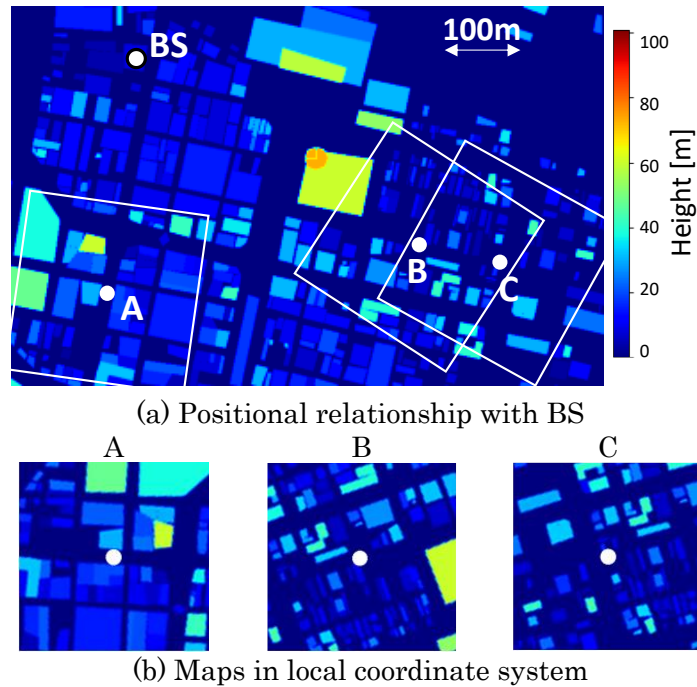 BS
100m
100
80
60
40
20
0
Height [m]
A
B
C
(a) Positional relationship with BS
A B C
(b) Maps in local coordinate system